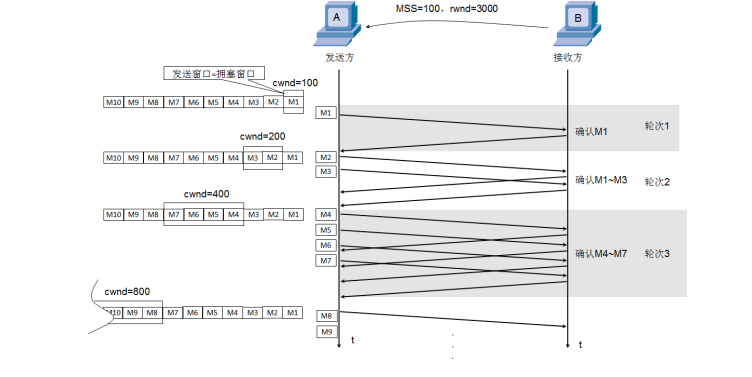 MSS=100，rwnd=3000
A
B
发送方
接收方
发送窗口=拥塞窗口
cwnd=100
M10 M9 M8 M7 M6 M5 M4 M3 M2 M1
M1
确认M1
轮次1
cwnd=200
M10 M9 M8 M7 M6 M5 M4 M3 M2 M1
M2
M3
确认M1~M3
轮次2
cwnd=400
M10 M9 M8 M7 M6 M5 M4 M3 M2 M1
M4
M5
M6
M7
确认M4~M7
轮次3
cwnd=800
M10 M9 M8 M7 M6 M5 M4 M3 M2 M1
M8
M9
t
t